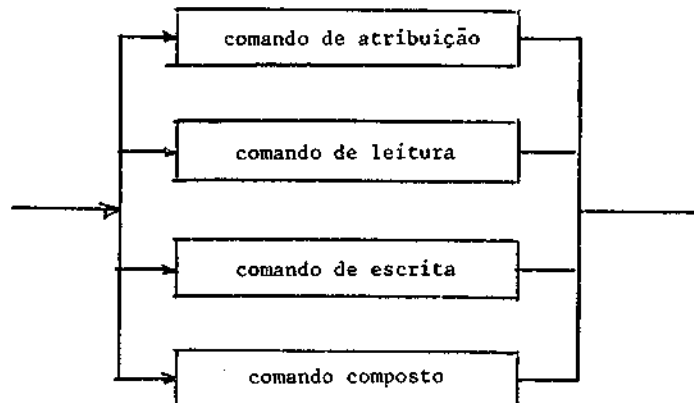 comando de atribuição
comando de leitura
comando de escrita
comando composto